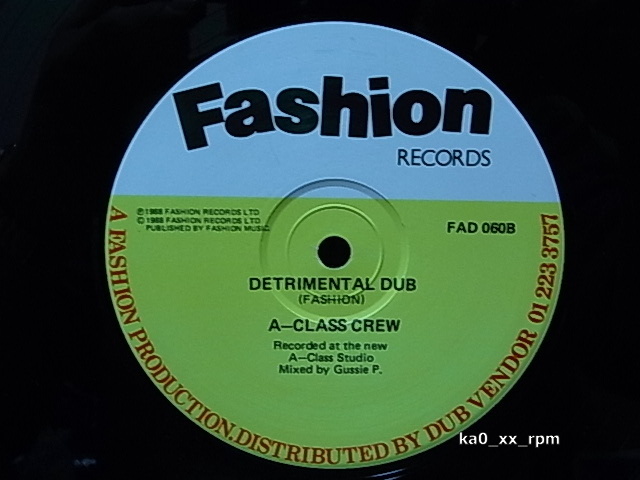 Fashion
RECORDS
℗1988 FASHION RECORDS LTD
©1988 FASHION RECORDS LTD
PUBLISHED BY FASHION MUSIC
FAD 060B
DETRIMENTAL DUB
(FASHION)
A—CLASS CREW
Recorded at the new
A—Class Studio
Mixed by Gussie P.
A FASHION PRODUCTION.DISTRIBUTED BY DUB VENDOR 01 223 3757
ka0_xx_rpm